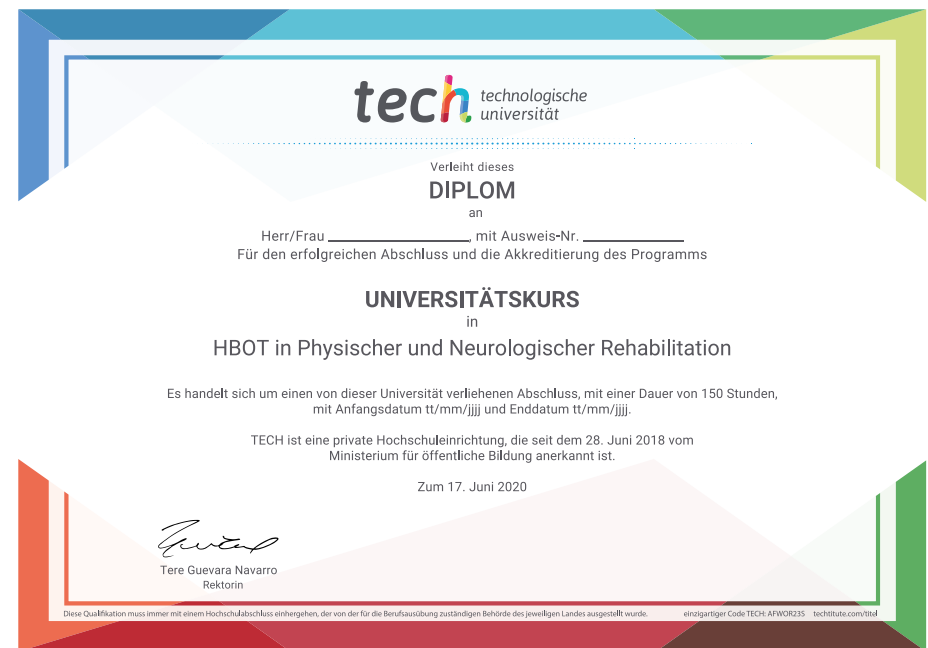 tech technologische
universität
Verleiht dieses
DIPLOM
an
Herr/Frau ________________, mit Ausweis-Nr. ____________
Für den erfolgreichen Abschluss und die Akkreditierung des Programms
UNIVERSITÄTSKURS
in
HBOT in Physischer und Neurologischer Rehabilitation
Es handelt sich um einen von dieser Universität verliehenen Abschluss, mit einer Dauer von 150 Stunden,
mit Anfangsdatum tt/mm/jjjj und Enddatum tt/mm/jjjj.
TECH ist eine private Hochschuleinrichtung, die seit dem 28. Juni 2018 vom
Ministerium für öffentliche Bildung anerkannt ist.
Zum 17. Juni 2020
Tere Guevara Navarro
Rektorin
Diese Qualifikation muss immer mit einem Hochschulabschluss einhergehen, der von der für die Berufsausübung zuständigen Behörde des jeweiligen Landes ausgestellt wurde. einzigartiger Code TECH: AFWOR23S techtitute.com/titel